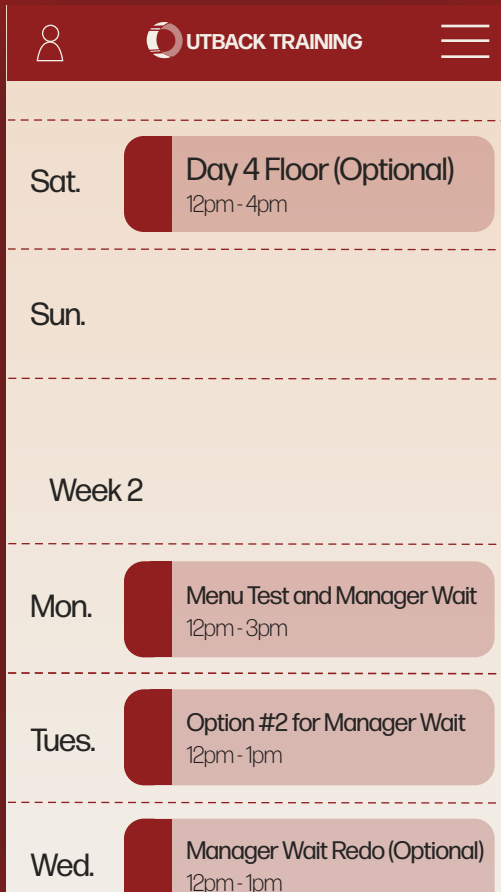 UTBACK TRAINING
Sat.
Day 4 Floor (Optional)
12pm - 4pm
Sun.
Week 2
Mon.
Menu Test and Manager Wait
12pm - 3pm
Tues.
Option #2 for Manager Wait
12pm - 1pm
Wed.
Manager Wait Redo (Optional)
12pm - 1pm